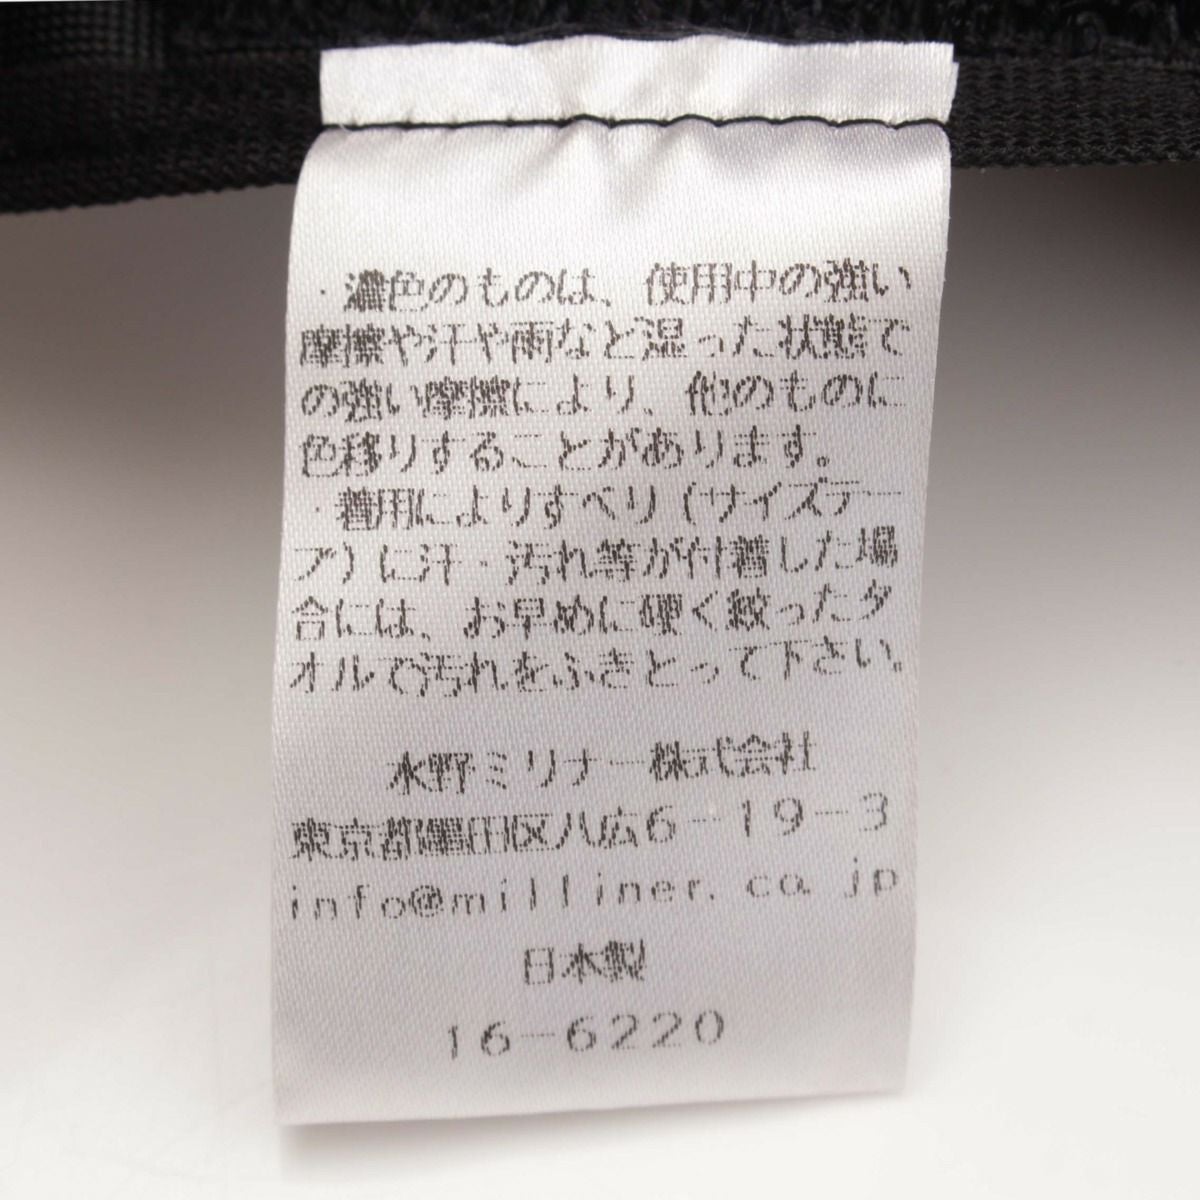 ・濃色のものは、使用中の強い
摩擦や汗や雨など湿った状態で
の強い摩擦により、他のものに
色移りすることがあります。
・着用によりすべり(サイズテー
プ)に汗・汚れ等が付着した場
合には、お早めに硬く絞ったタ
オルで汚れをふきとって下さい。
水野ミリナー株式会社
東京都墨田区八広6-19-3
info@milliner.co.jp
日本製
16-6220